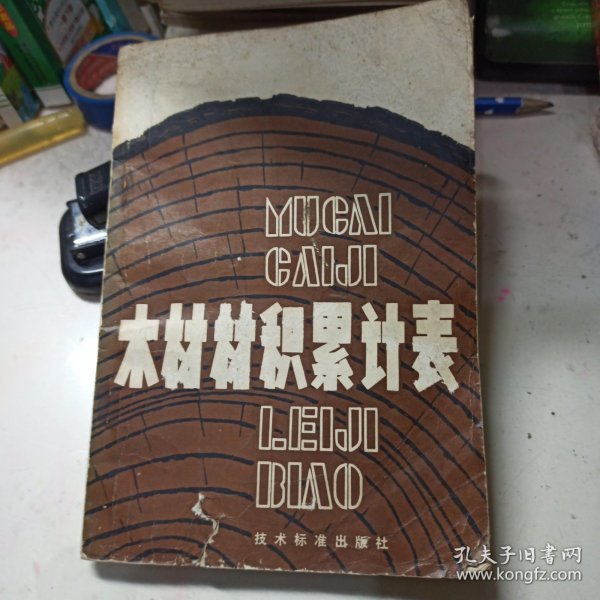 MUCAI
CAIJI
木材材积累计表
LEIJI
BIAO
技术标准出版社
孔夫子旧书网
www.kongfz.com